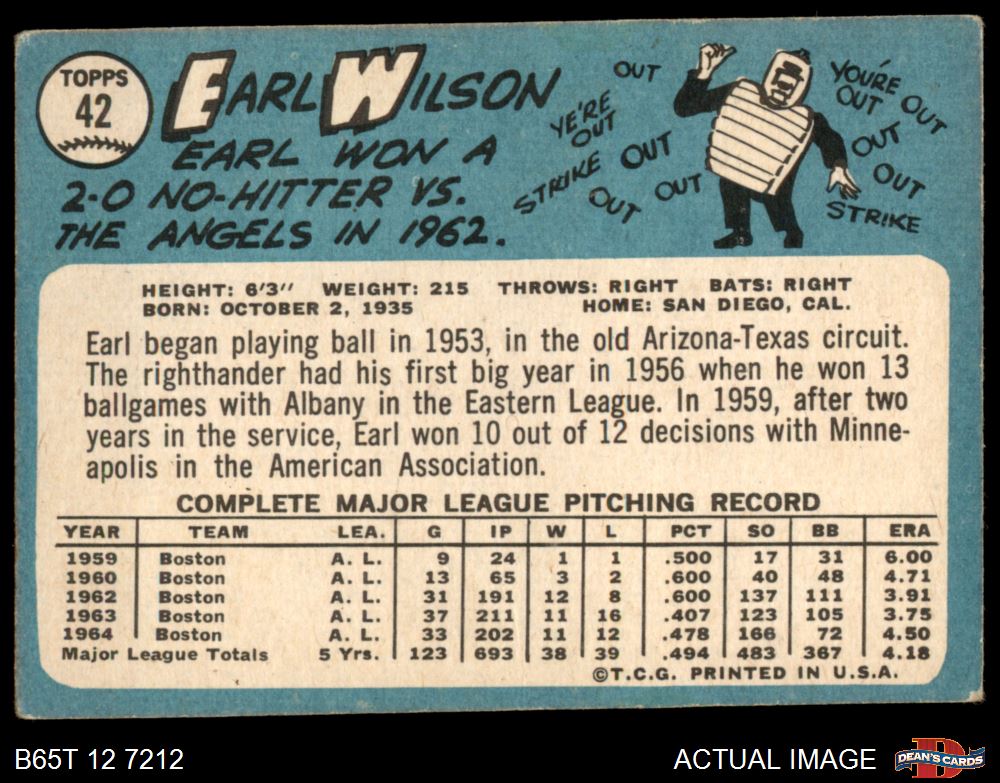 TOPPS
42
EARL WILSON
EARL WON A
2-0 NO-HITTER VS.
THE ANGELS IN 1962.
OUT
YE'RE
OUT
STRIKE
OUT
OUT
OUT
YOU'RE
OUT
OUT
OUT
OUT
STRIKE
HEIGHT: 6'3" WEIGHT: 215 THROWS: RIGHT BATS: RIGHT
BORN: OCTOBER 2, 1935 HOME: SAN DIEGO, CAL.
Earl began playing ball in 1953, in the old Arizona-Texas circuit.
The righthander had his first big year in 1956 when he won 13
ballgames with Albany in the Eastern League. In 1959, after two
years in the service, Earl won 10 out of 12 decisions with Minne-
apolis in the American Association.
COMPLETE MAJOR LEAGUE PITCHING RECORD
YEAR TEAM LEA. G IP W L PCT SO BB ERA
1959 Boston A. L. 9 24 1 1 .500 17 31 6.00
1960 Boston A. L. 13 65 3 2 .600 40 48 4.71
1962 Boston A. L. 31 191 12 8 .600 137 111 3.91
1963 Boston A. L. 37 211 11 16 .407 123 105 3.75
1964 Boston A. L. 33 202 11 12 .478 166 72 4.50
Major League Totals 5 Yrs. 123 693 38 39 .494 483 367 4.18
©T.C.G. PRINTED IN U.S.A.
B65T 12 7212
ACTUAL IMAGE
D
DEAN'S CARDS